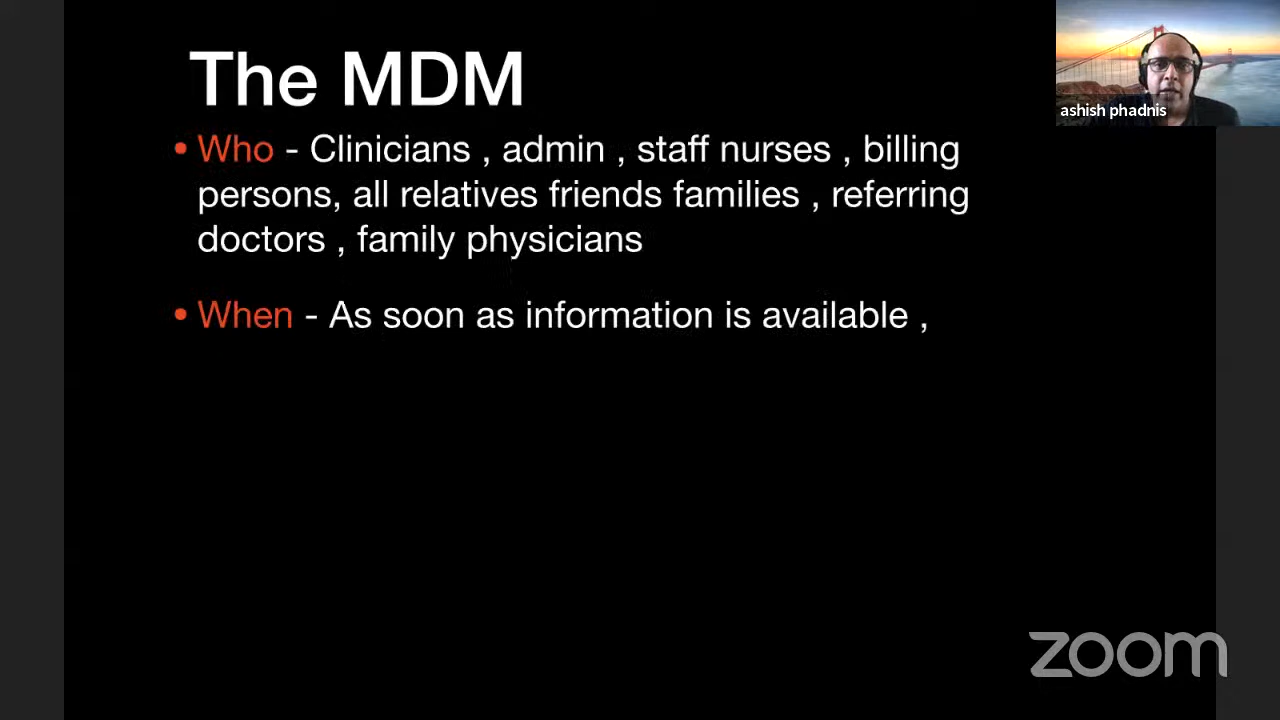 The MDM
ashish phadnis
• Who - Clinicians , admin , staff nurses , billing
persons, all relatives friends families , referring
doctors , family physicians
• When - As soon as information is available ,
zoom